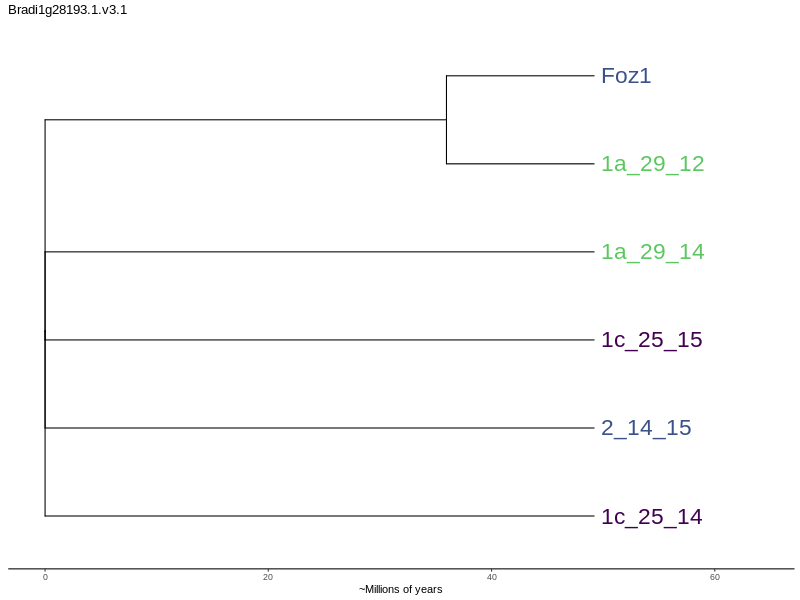 Bradi1g28193.1.v3.1
Foz1
1a_29_12
1a_29_14
1c_25_15
2_14_15
1c_25_14
0 20 40 60
~Millions of years